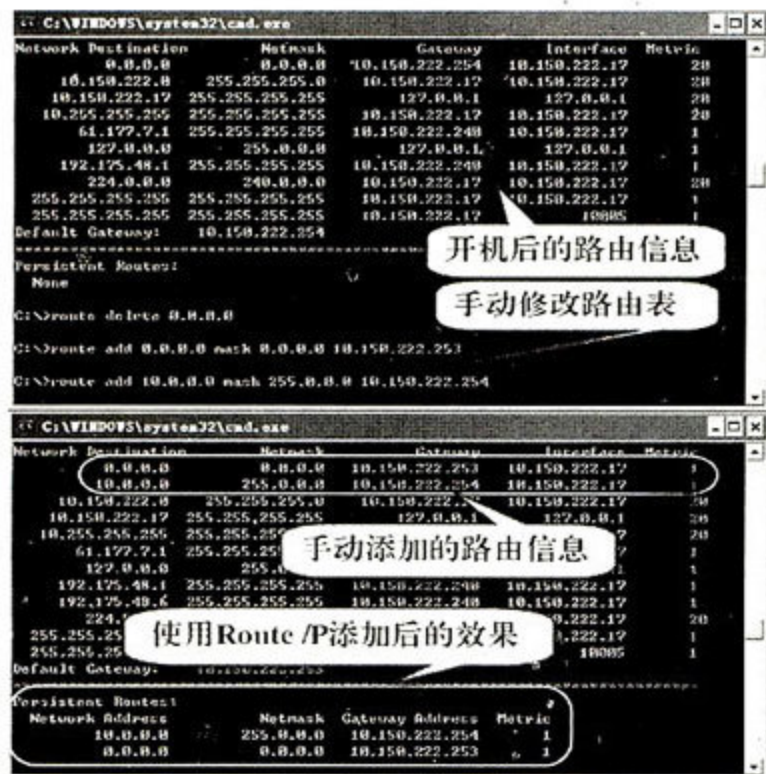 C:\WINDOWS\system32\cmd.exe
Network Destination Netmask Gateway Interface Metric
0.0.0.0 0.0.0.0 10.150.222.254 10.150.222.17 20
10.150.222.0 255.255.255.0 10.150.222.17 10.150.222.17 20
10.150.222.17 255.255.255.255 127.0.0.1 127.0.0.1 20
10.255.255.255 255.255.255.255 10.150.222.17 10.150.222.17 20
61.177.7.1 255.255.255.255 10.150.222.240 10.150.222.17 1
127.0.0.0 255.0.0.0 127.0.0.1 127.0.0.1 1
192.175.48.1 255.255.255.255 10.150.222.240 10.150.222.17 1
224.0.0.0 240.0.0.0 10.150.222.17 10.150.222.17 20
255.255.255.255 255.255.255.255 10.150.222.17 10.150.222.17 1
255.255.255.255 255.255.255.255 10.150.222.17 10005 1
Default Gateway: 10.150.222.254
开机后的路由信息
Persistent Routes:
None
手动修改路由表
C:\>route delete 0.0.0.0
C:\>route add 0.0.0.0 mask 0.0.0.0 10.150.222.253
C:\>route add 10.0.0.0 mask 255.0.0.0 10.150.222.254
C:\WINDOWS\system32\cmd.exe
Network Destination Netmask Gateway Interface Metric
0.0.0.0 0.0.0.0 10.150.222.253 10.150.222.17 1
10.0.0.0 255.0.0.0 10.150.222.254 10.150.222.17 1
10.150.222.0 255.255.255.0 10.150.222.17 20
10.150.222.17 255.255.255.255 127.0.0.1 127.0.0.1 20
10.255.255.255 255.255.255 20
手动添加的路由信息
61.177.7.1 255.255.255 1
127.0.0.0 255. 1
192.175.48.1 255.255.255.255 10.150.222.240 10.150.222.17 1
192.175.48.6 255.255.255.255 10.150.222.240 10.150.222.17 1
224. .222.17 20
使用Route /P添加后的效果
255.255.25 .222.17 1
255.255.25 10005 1
Default Gateway:
Persistent Routes:
Network Address Netmask Gateway Address Metric
10.0.0.0 255.0.0.0 10.150.222.254 1
0.0.0.0 0.0.0.0 10.150.222.253 1